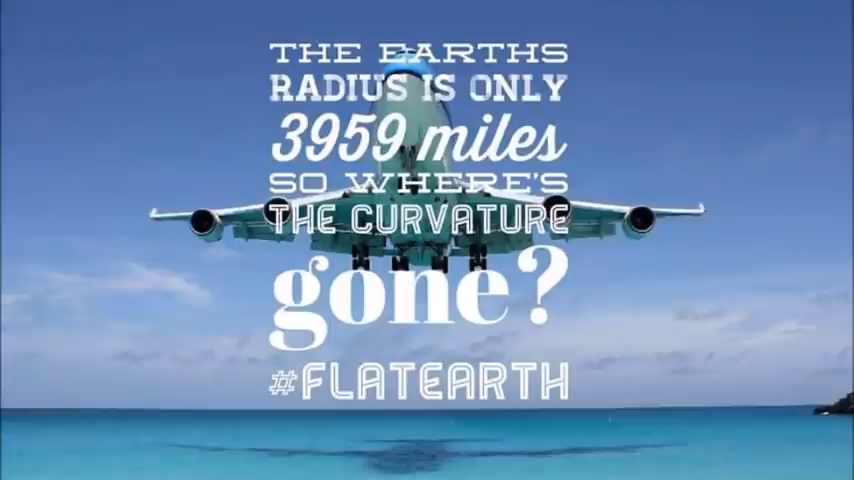 THE EARTHS
RADIUS IS ONLY
3959 miles
SO WHERE'S
THE CURVATURE
gone?
#FLATEARTH